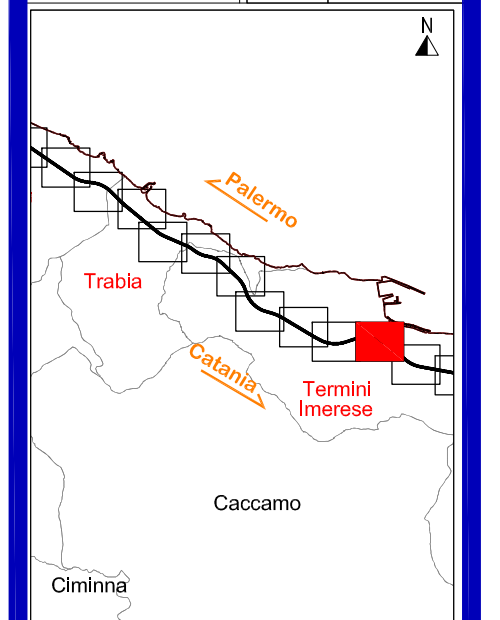 N
Palermo
Trabia
Catania
Termini
Imerese
Caccamo
Ciminna